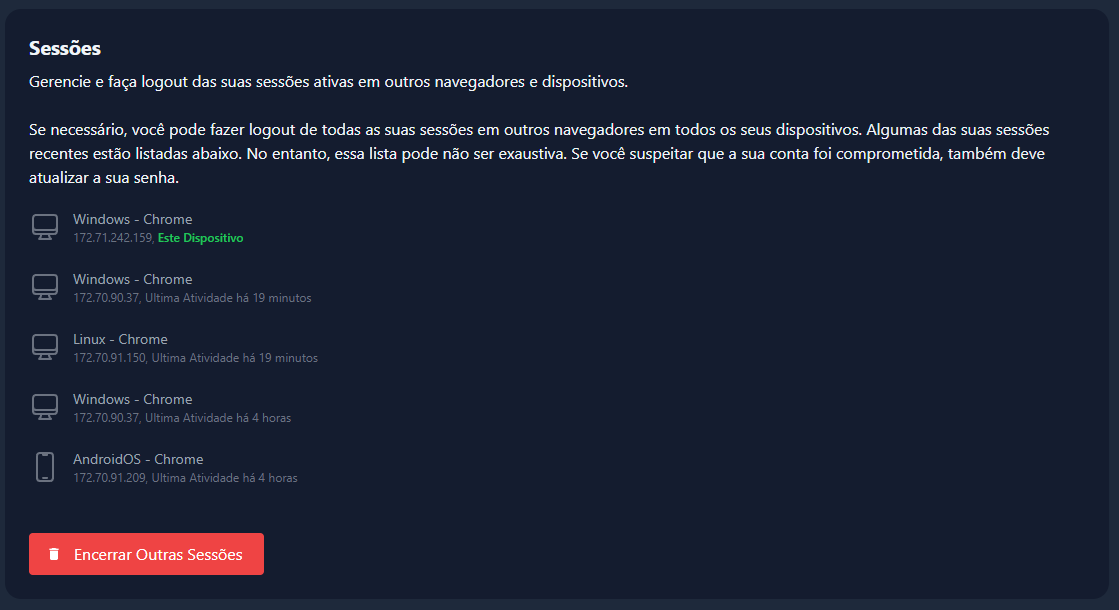 Sessões
Gerencie e faça logout das suas sessões ativas em outros navegadores e dispositivos.
Se necessário, você pode fazer logout de todas as suas sessões em outros navegadores em todos os seus dispositivos. Algumas das suas sessões
recentes estão listadas abaixo. No entanto, essa lista pode não ser exaustiva. Se você suspeitar que a sua conta foi comprometida, também deve
atualizar a sua senha.
Windows - Chrome
172.71.242.159, Este Dispositivo
Windows - Chrome
172.70.90.37, Ultima Atividade há 19 minutos
Linux - Chrome
172.70.91.150, Ultima Atividade há 19 minutos
Windows - Chrome
172.70.90.37, Ultima Atividade há 4 horas
AndroidOS - Chrome
172.70.91.209, Ultima Atividade há 4 horas
Encerrar Outras Sessões